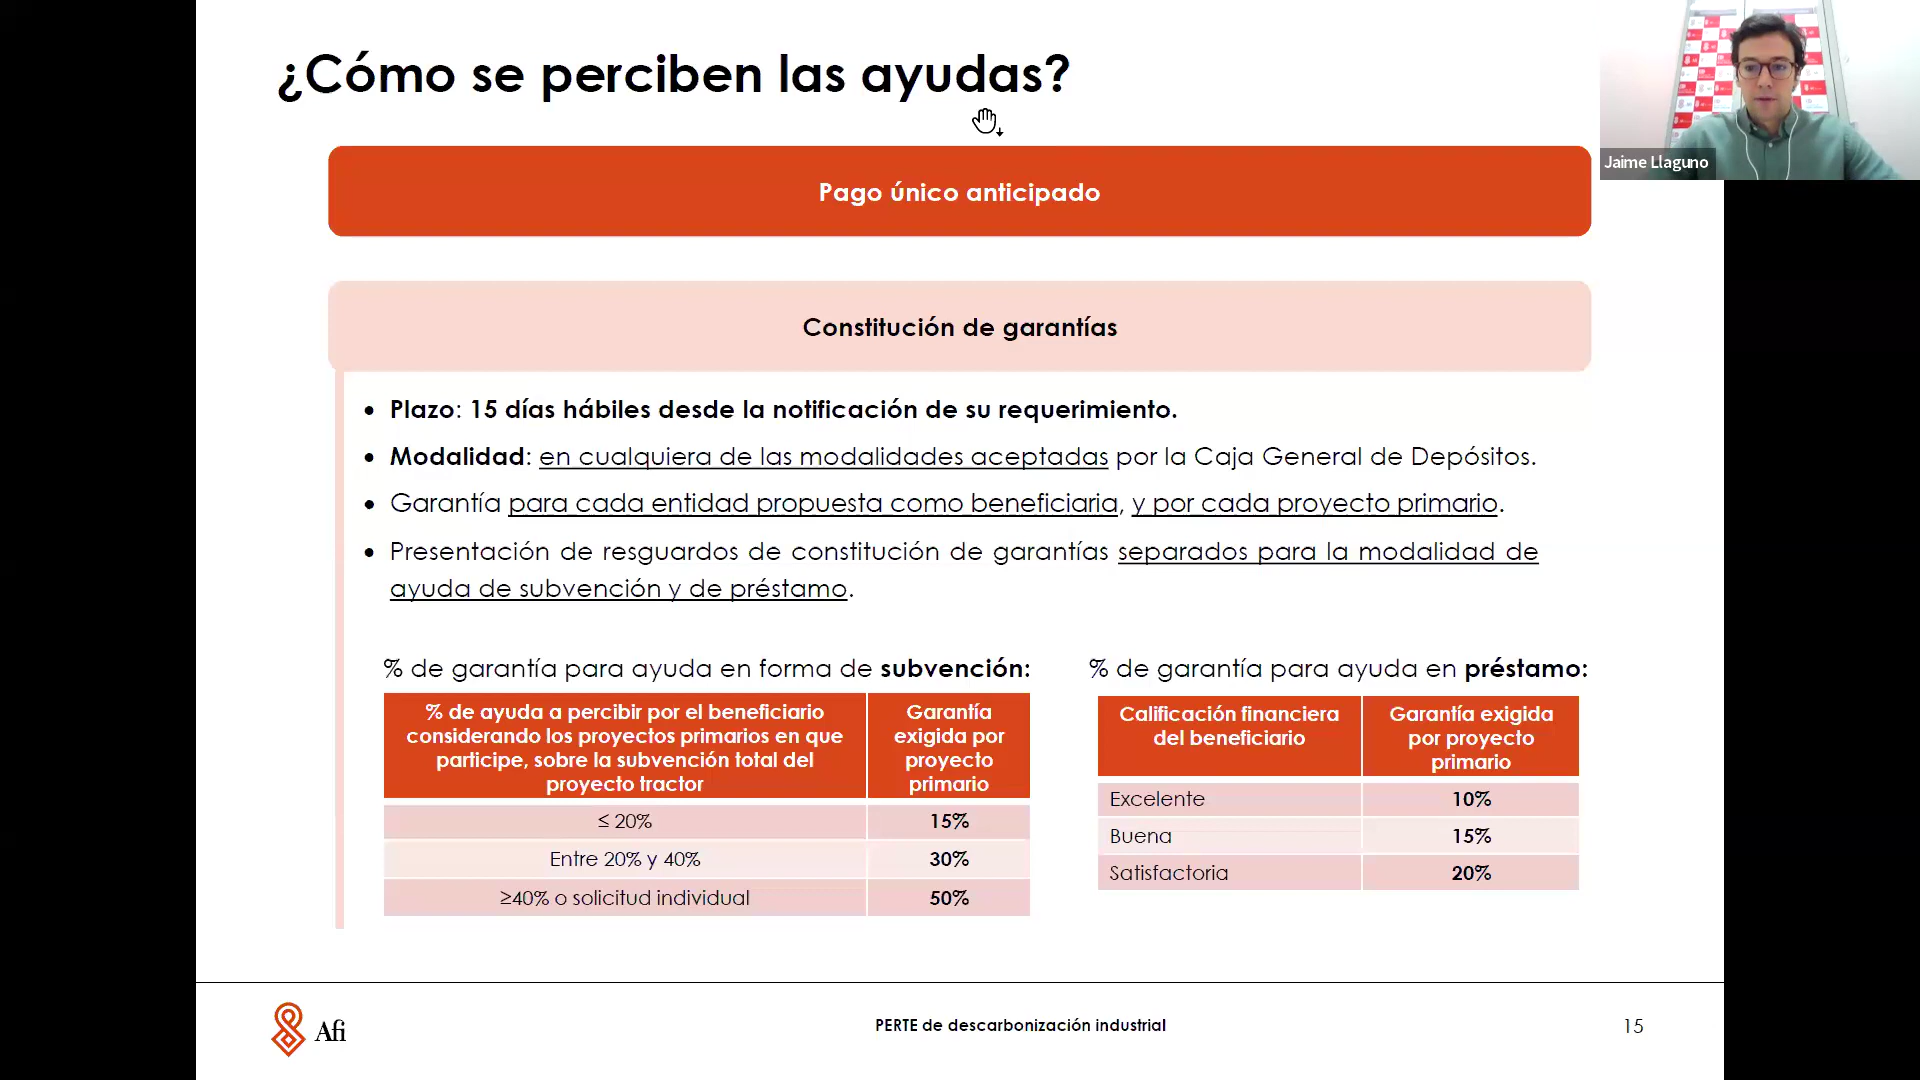 ¿Cómo se perciben las ayudas?
Jaime Llaguno
Pago único anticipado
Constitución de garantías
• Plazo: 15 días hábiles desde la notificación de su requerimiento.
• Modalidad: en cualquiera de las modalidades aceptadas por la Caja General de Depósitos.
• Garantía para cada entidad propuesta como beneficiaria, y por cada proyecto primario.
• Presentación de resguardos de constitución de garantías separados para la modalidad de
ayuda de subvención y de préstamo.
% de garantía para ayuda en forma de subvención:
% de ayuda a percibir por el beneficiario
considerando los proyectos primarios en que
participe, sobre la subvención total del
proyecto tractor
Garantía
exigida por
proyecto
primario
≤ 20% 15%
Entre 20% y 40% 30%
≥40% o solicitud individual 50%
% de garantía para ayuda en préstamo:
Calificación financiera
del beneficiario
Garantía exigida
por proyecto
primario
Excelente 10%
Buena 15%
Satisfactoria 20%
Afi
PERTE de descarbonización industrial
15